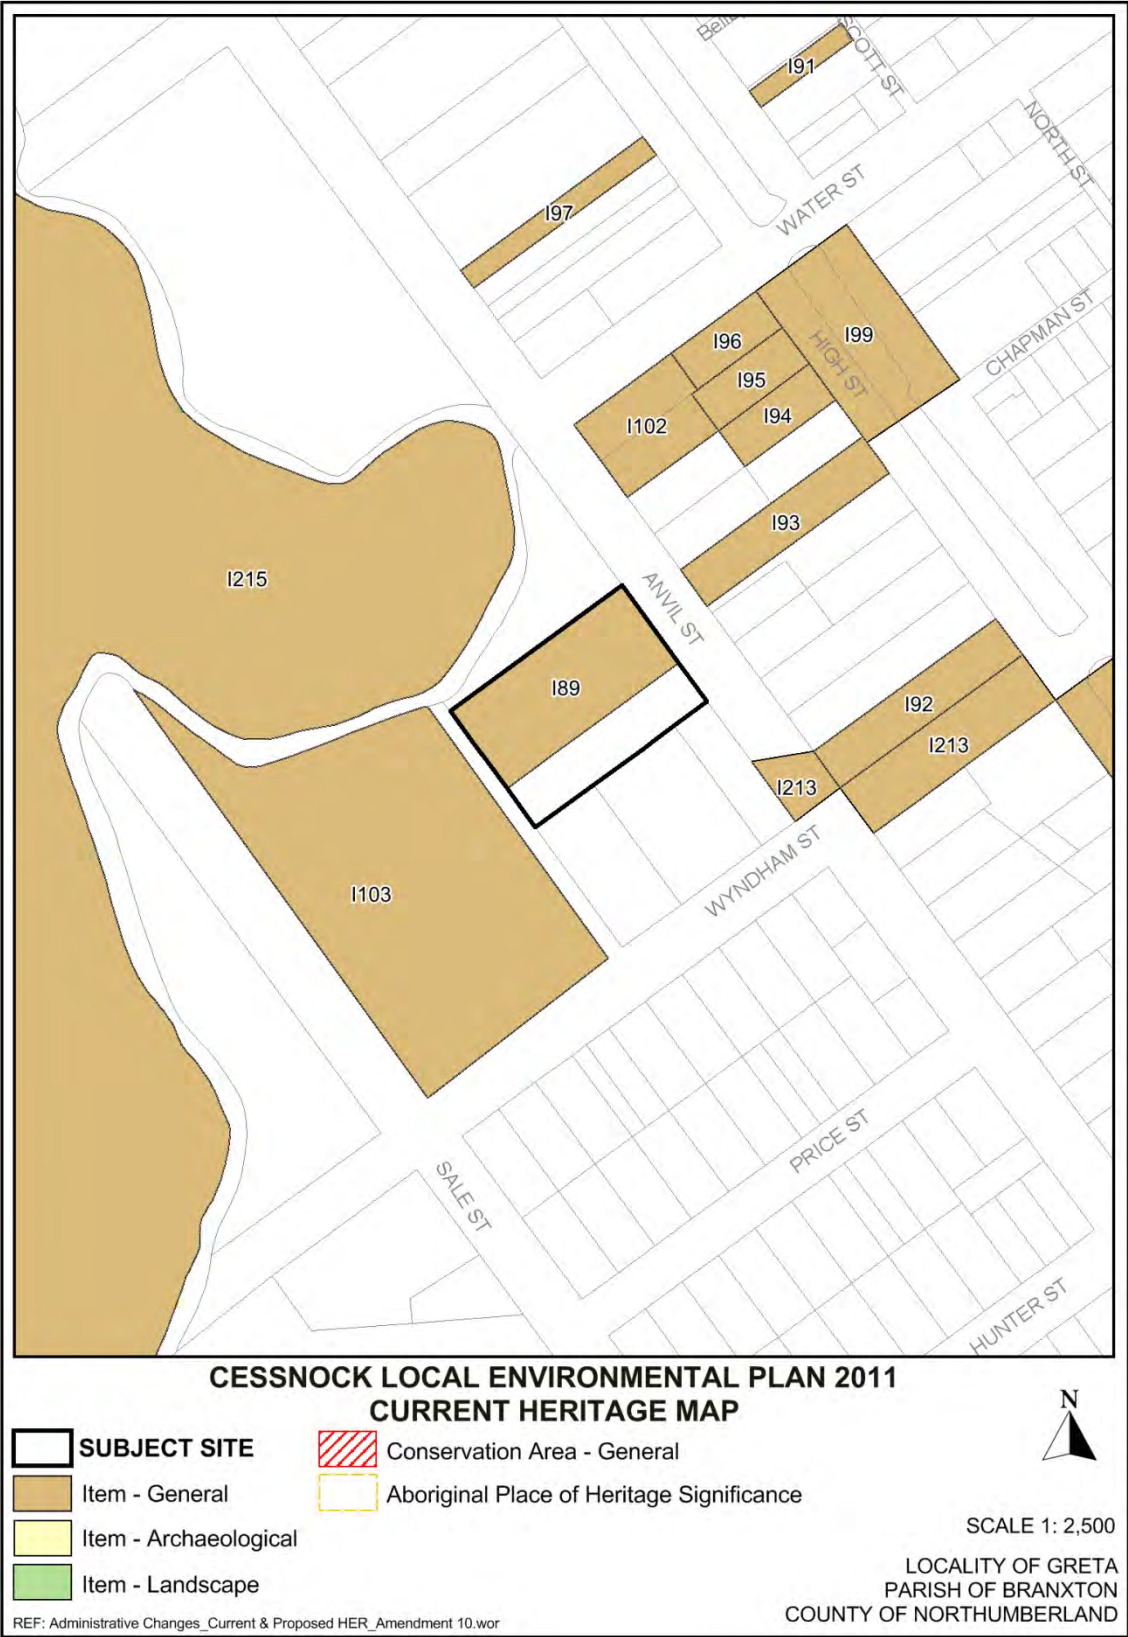 Bellb
SCOTT ST
I91
NORTH ST
I97
WATER ST
I99
I96
HIGH ST
CHAPMAN ST
I95
I94
I102
I93
I215
ANVIL ST
I89
I92
I213
I213
WYNDHAM ST
I103
PRICE ST
SALE ST
HUNTER ST
CESSNOCK LOCAL ENVIRONMENTAL PLAN 2011
CURRENT HERITAGE MAP
N
SUBJECT SITE
Conservation Area - General
Item - General
Aboriginal Place of Heritage Significance
Item - Archaeological
Item - Landscape
SCALE 1: 2,500
LOCALITY OF GRETA
PARISH OF BRANXTON
COUNTY OF NORTHUMBERLAND
REF: Administrative Changes_Current & Proposed HER_Amendment 10.wor